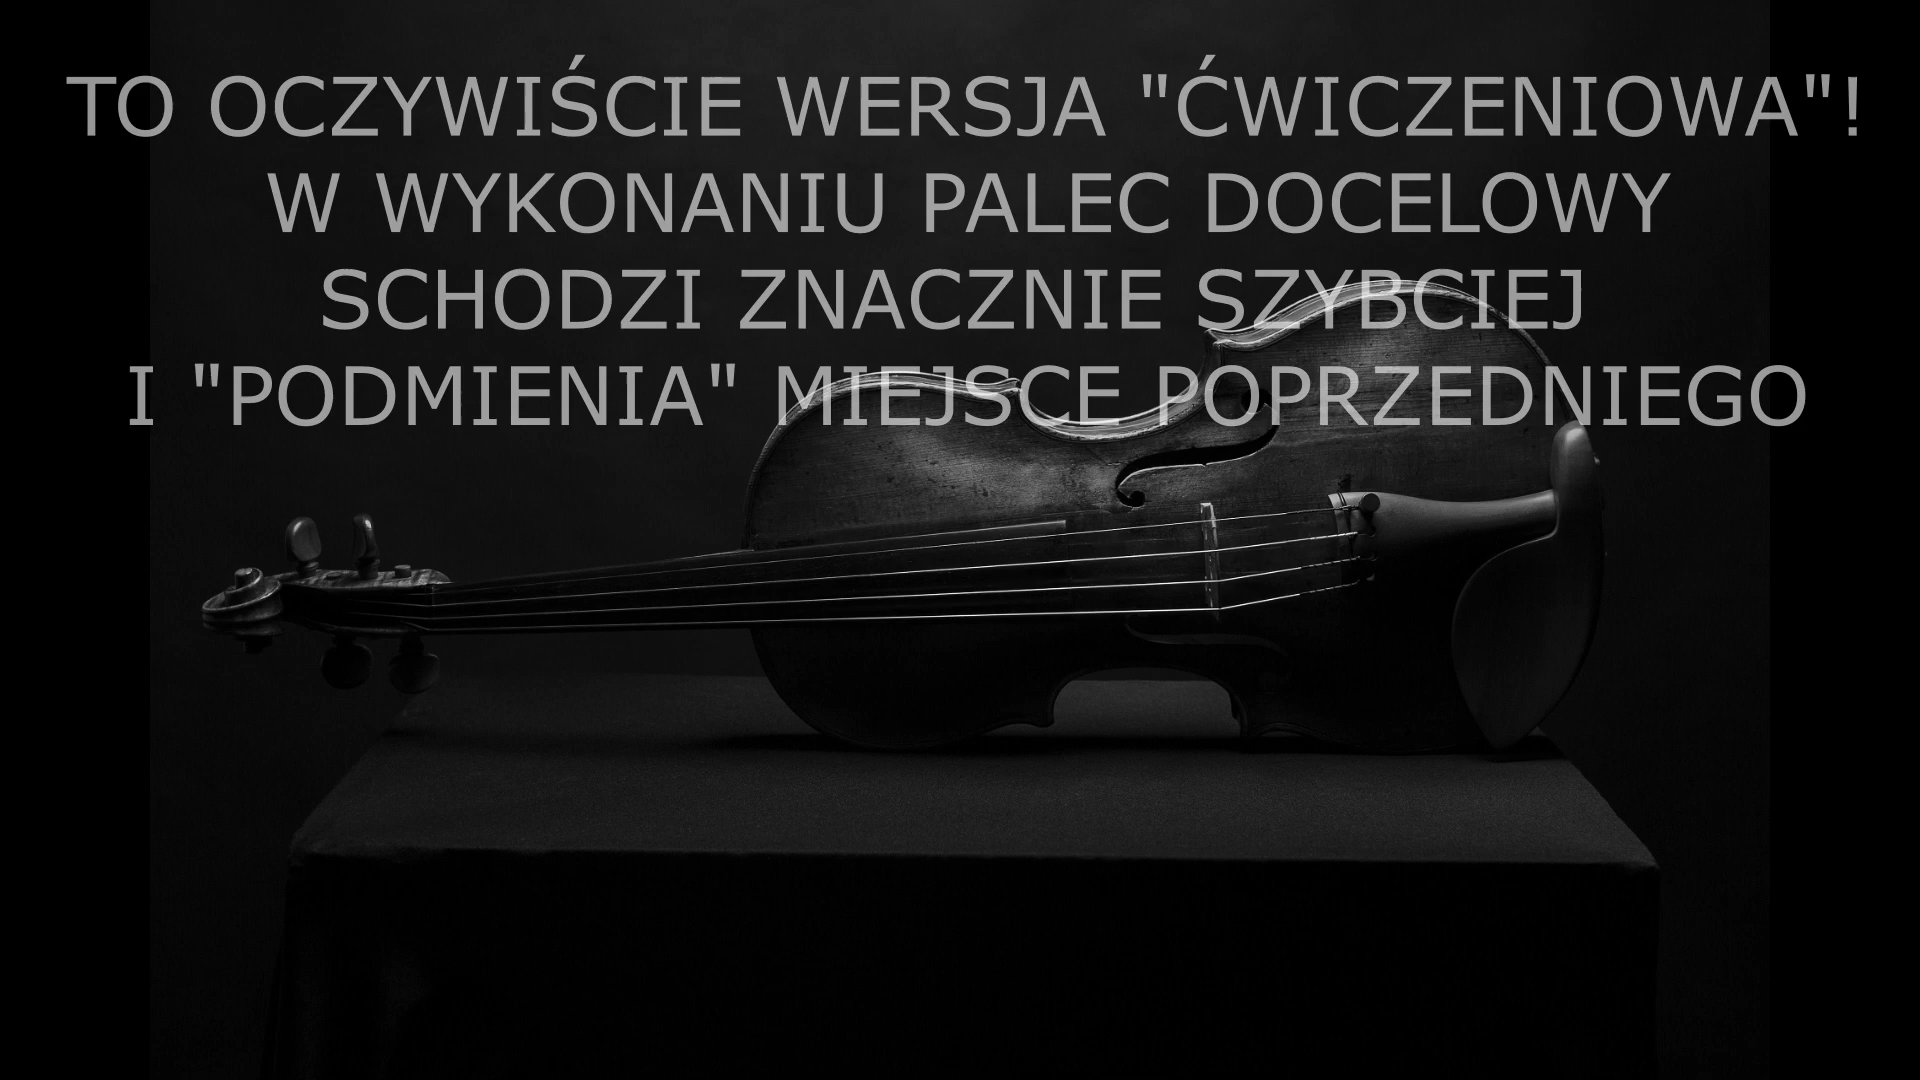 TO OCZYWIŚCIE WERSJA "ĆWICZENIOWA"!
W WYKONANIU PALEC DOCELOWY
SCHODZI ZNACZNIE SZYBCIEJ
I "PODMIENIA" MIEJSCE POPRZEDNIEGO